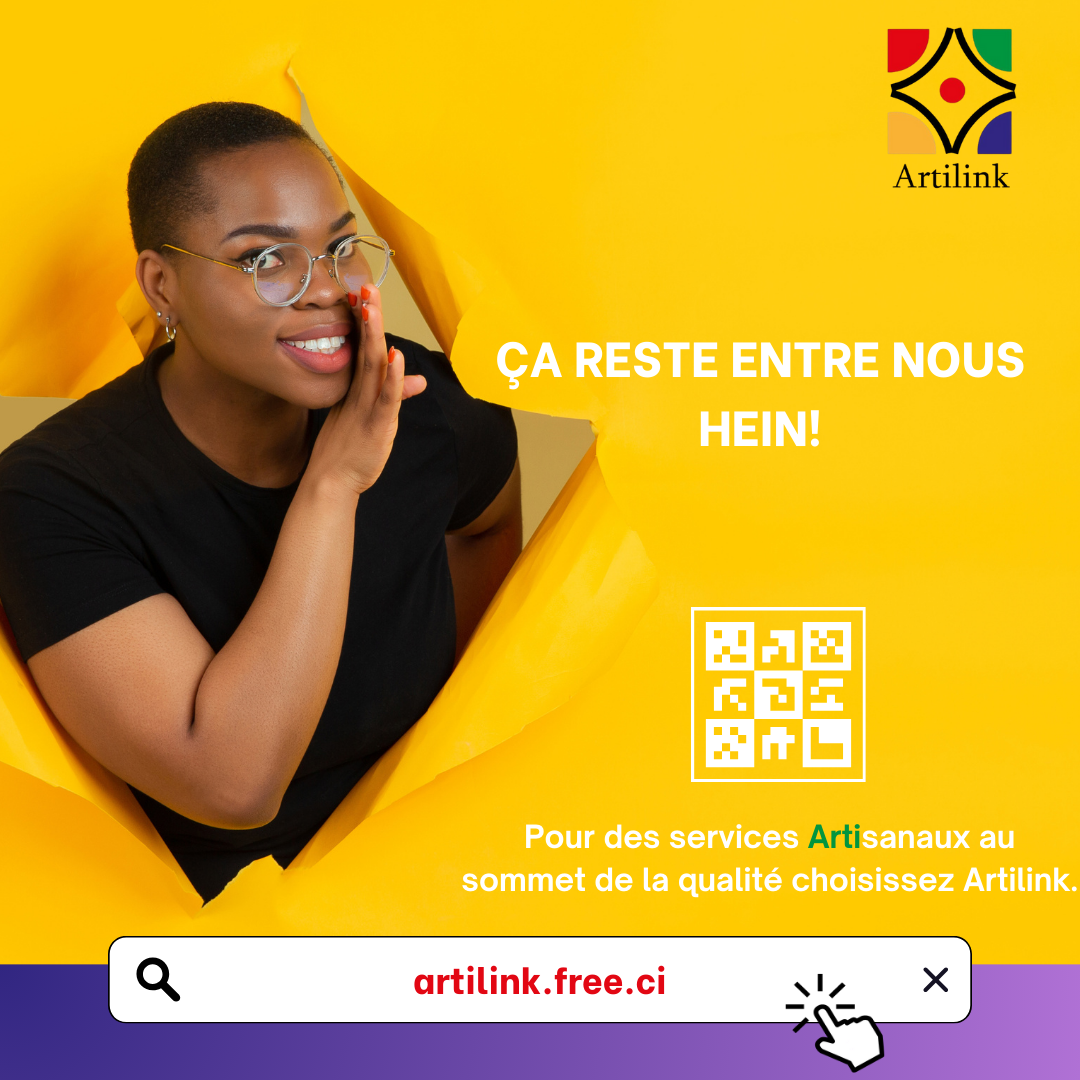 Artilink
ÇA RESTE ENTRE NOUS
HEIN!
Pour des services Artisanaux au
sommet de la qualité choisissez Artilink.
artilink.free.ci